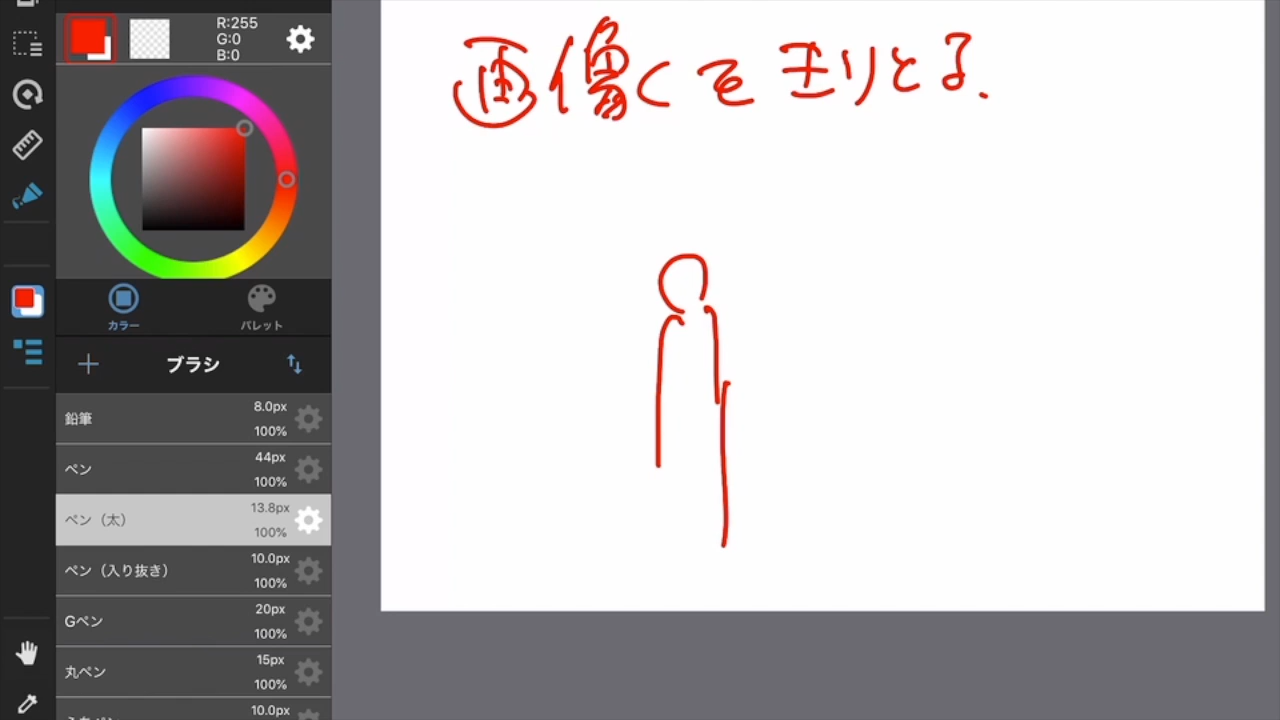 R:255
G:0
B:0
画像くを切りとる.
カラー
パレット
ブラシ
鉛筆
8.0px
100%
ペン
44px
100%
ペン（太）
13.8px
100%
ペン（入り抜き）
10.0px
100%
Gペン
20px
100%
丸ペン
15px
100%
10.0px